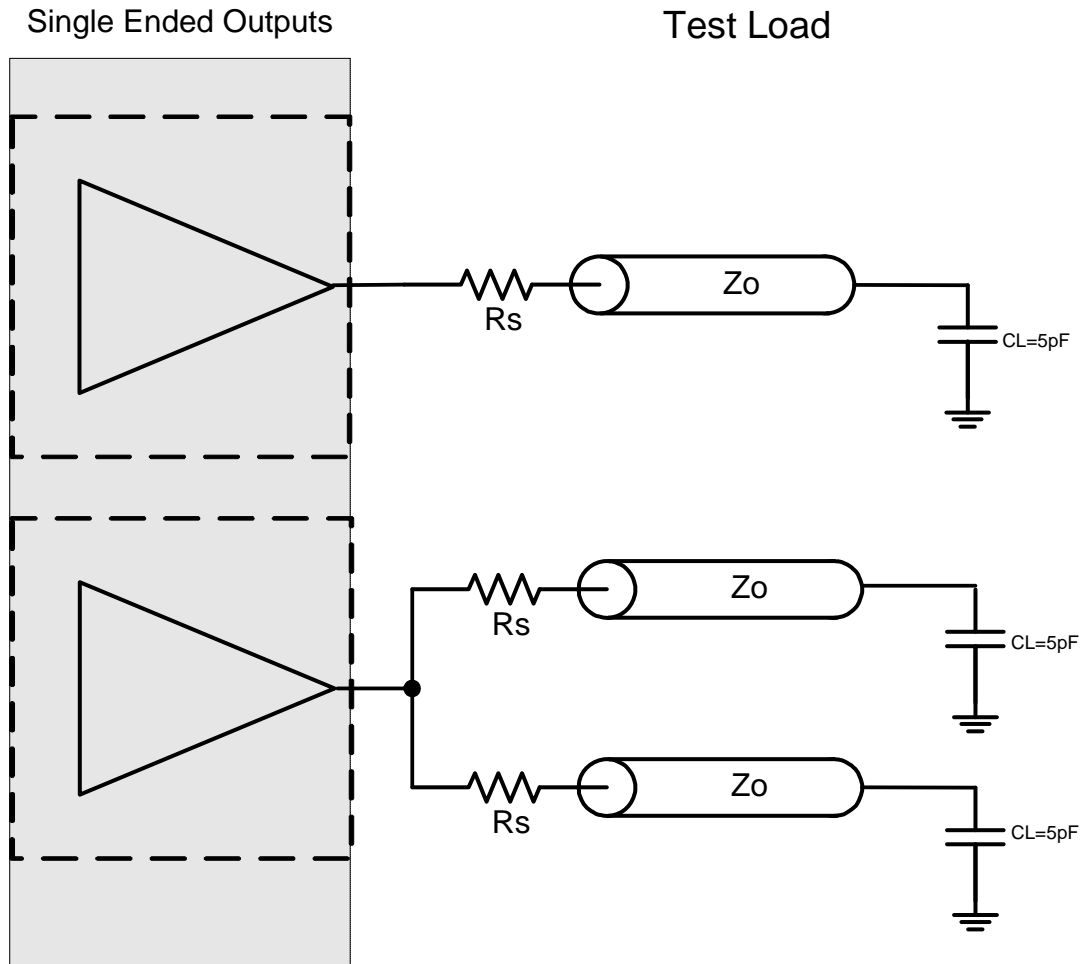 Single Ended Outputs
Test Load
Zo
Rs
CL=5pF
Zo
Rs
CL=5pF
Zo
Rs
CL=5pF